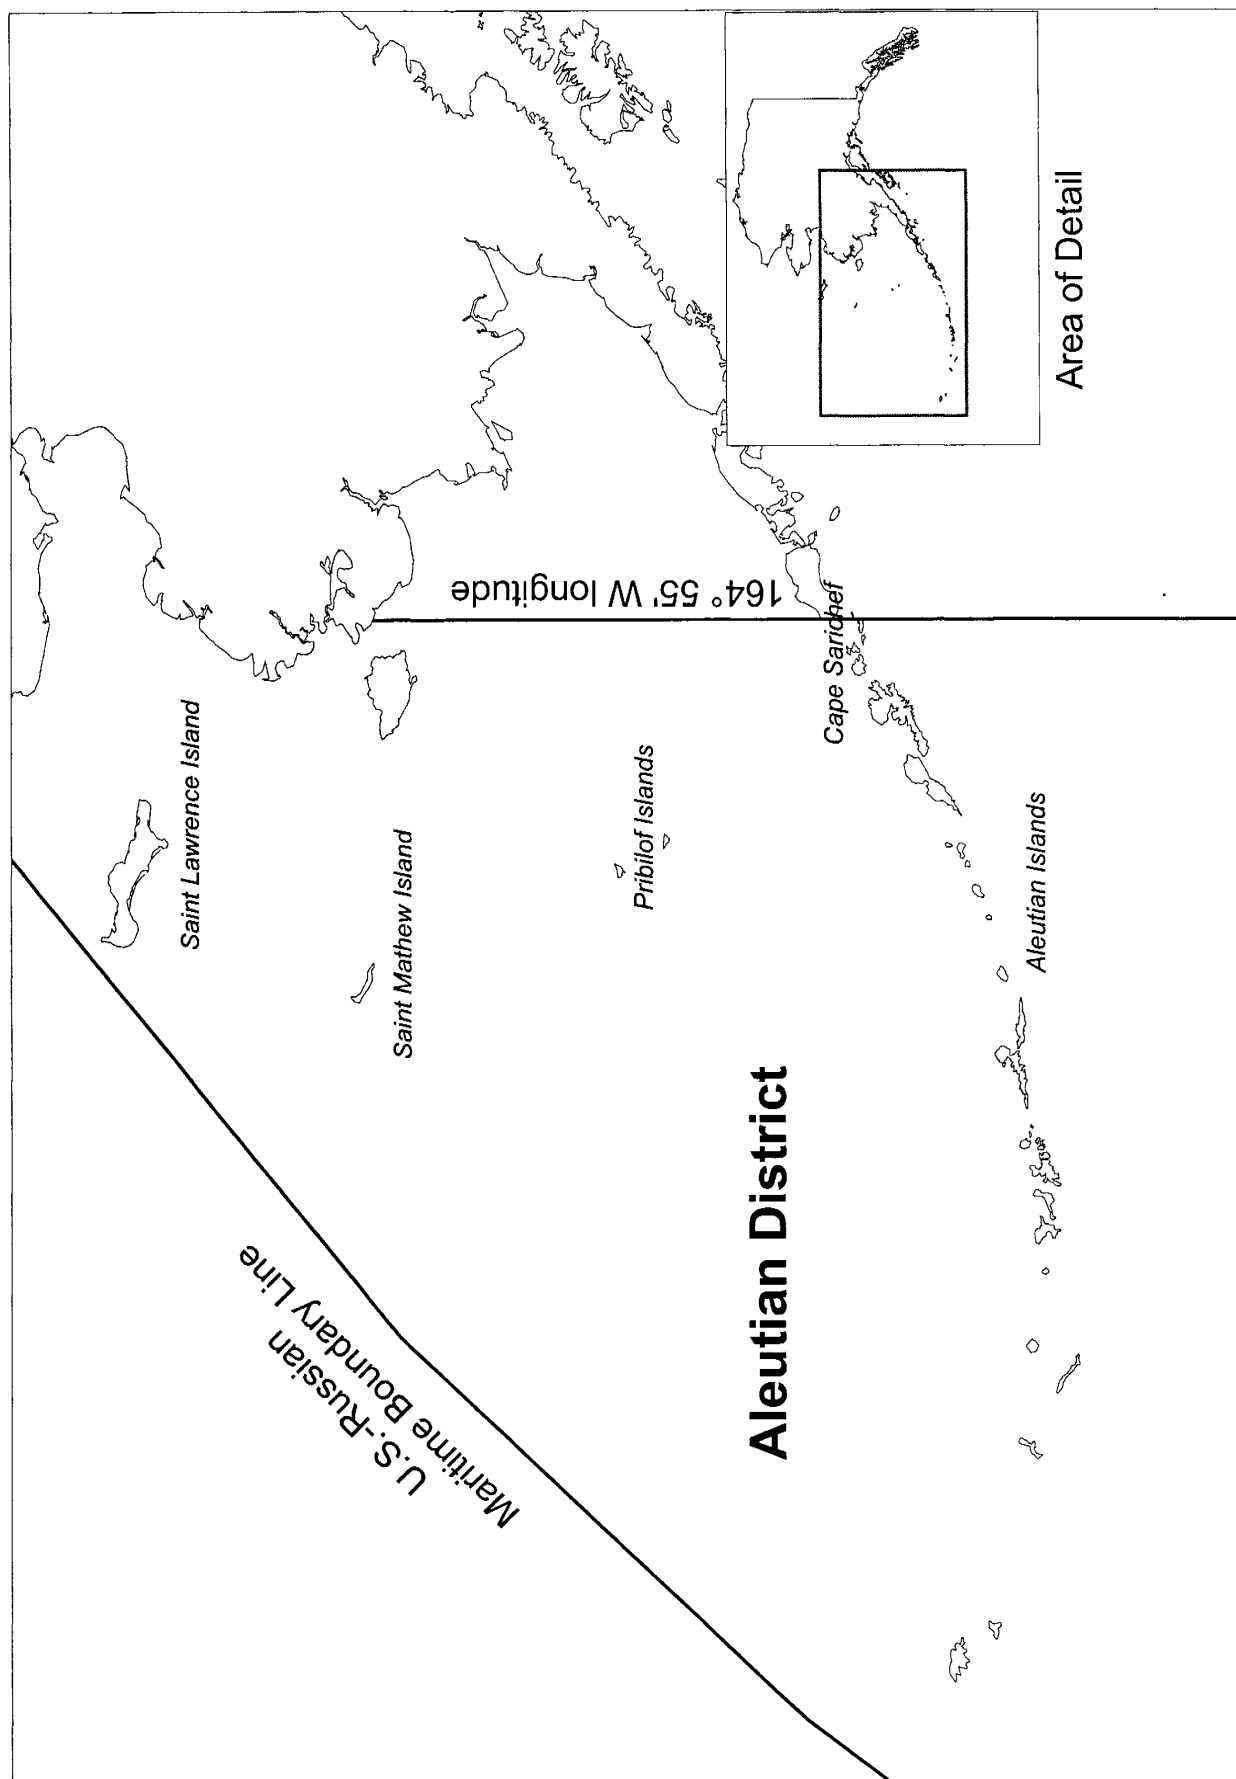 Saint Lawrence Island
Saint Mathew Island
Pribilof Islands
164° 55' W longitude
Cape Sarichef
Aleutian Islands
U.S.-Russian
Maritime Boundary Line
Aleutian District
Area of Detail